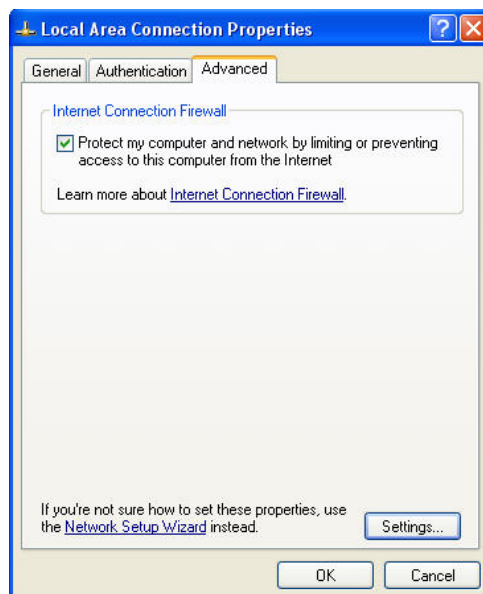 Local Area Connection Properties
General Authentication Advanced
Internet Connection Firewall
Protect my computer and network by limiting or preventing
access to this computer from the Internet
Learn more about Internet Connection Firewall.
If you're not sure how to set these properties, use
the Network Setup Wizard instead.
Settings...
OK Cancel